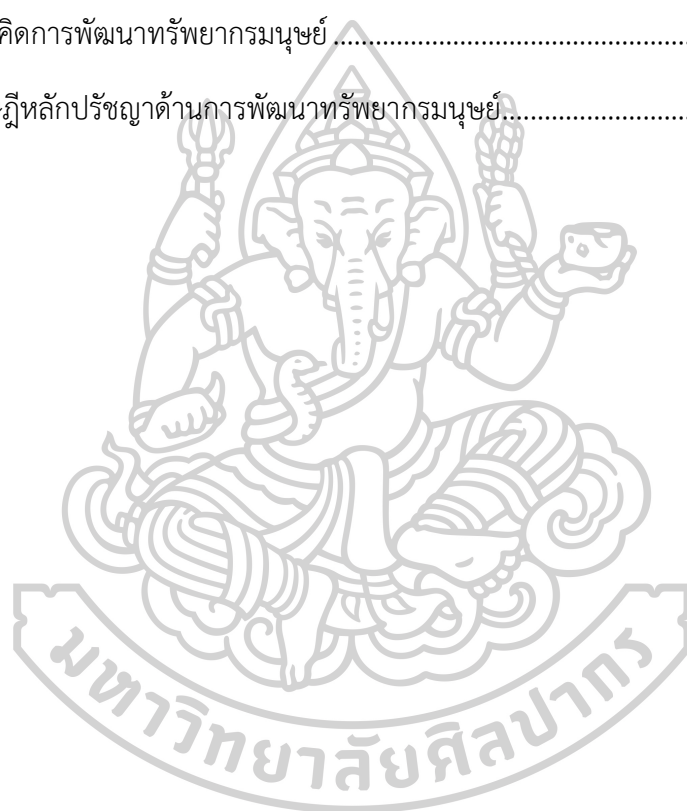 คิดการพัฒนาทรัพยากรมนุษย์ ........................................................
ฎีหลักปรัชญาด้านการพัฒนาทรัพยากรมนุษย์..............................
มหาวิทยาลัยศิลปากร